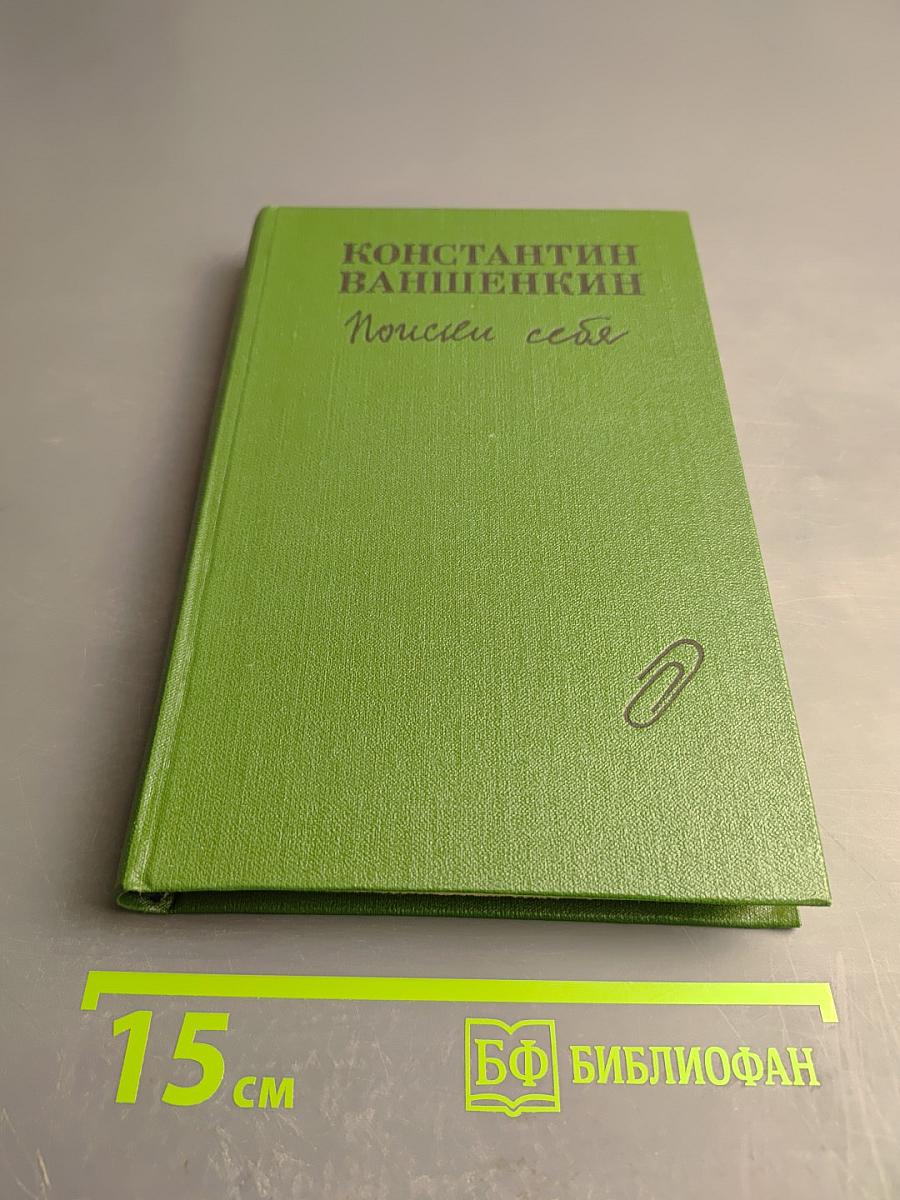 КОНСТАНТИН
ВАНШЕНКИН
Поиски себя
15 см
БФ БИБЛИОФАН